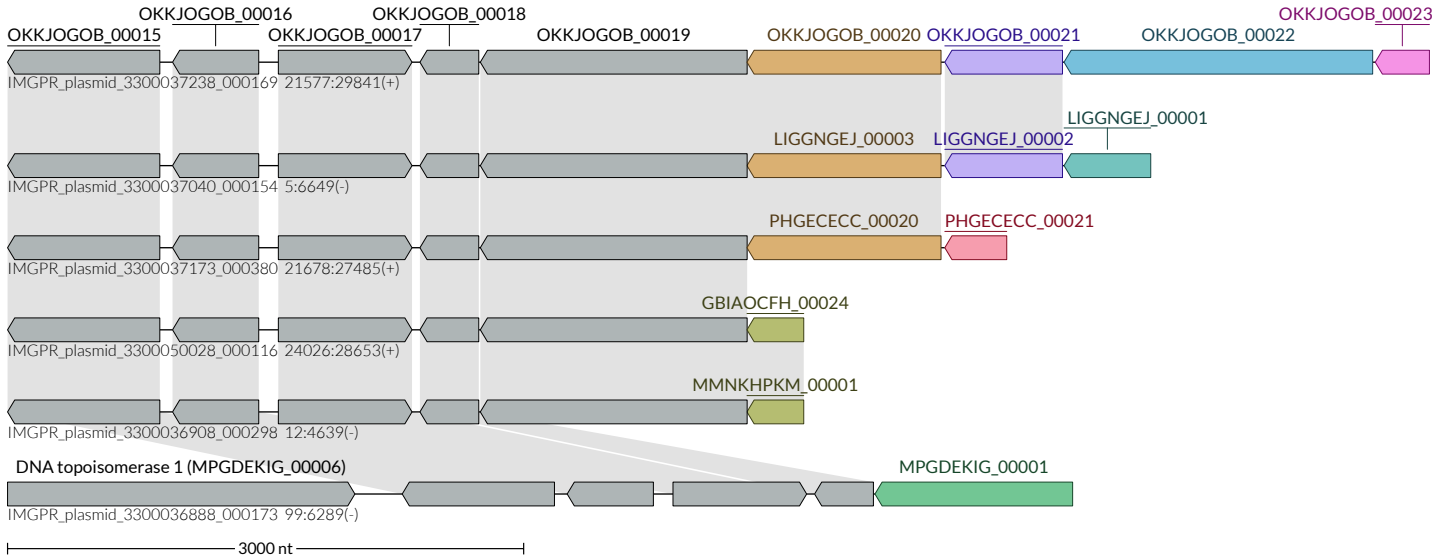 OKKJOGOB_00016 OKKJOGOB_00018 OKKJOGOB_00023
OKKJOGOB_00015 OKKJOGOB_00017 OKKJOGOB_00019 OKKJOGOB_00020 OKKJOGOB_00021 OKKJOGOB_00022
IMGPR_plasmid_3300037238_000169 21577:29841(+)
LIGGNGEJ_00001
LIGGNGEJ_00003 LIGGNGEJ_00002
IMGPR_plasmid_3300037040_000154 5:6649(-)
PHGECECC_00020 PHGECECC_00021
IMGPR_plasmid_3300037173_000380 21678:27485(+)
GBIAOCFH_00024
IMGPR_plasmid_3300050028_000116 24026:28653(+)
MMNKHPKM_00001
IMGPR_plasmid_3300036908_000298 12:4639(-)
DNA topoisomerase 1 (MPGDEKIG_00006) MPGDEKIG_00001
IMGPR_plasmid_3300036888_000173 99:6289(-)
3000 nt